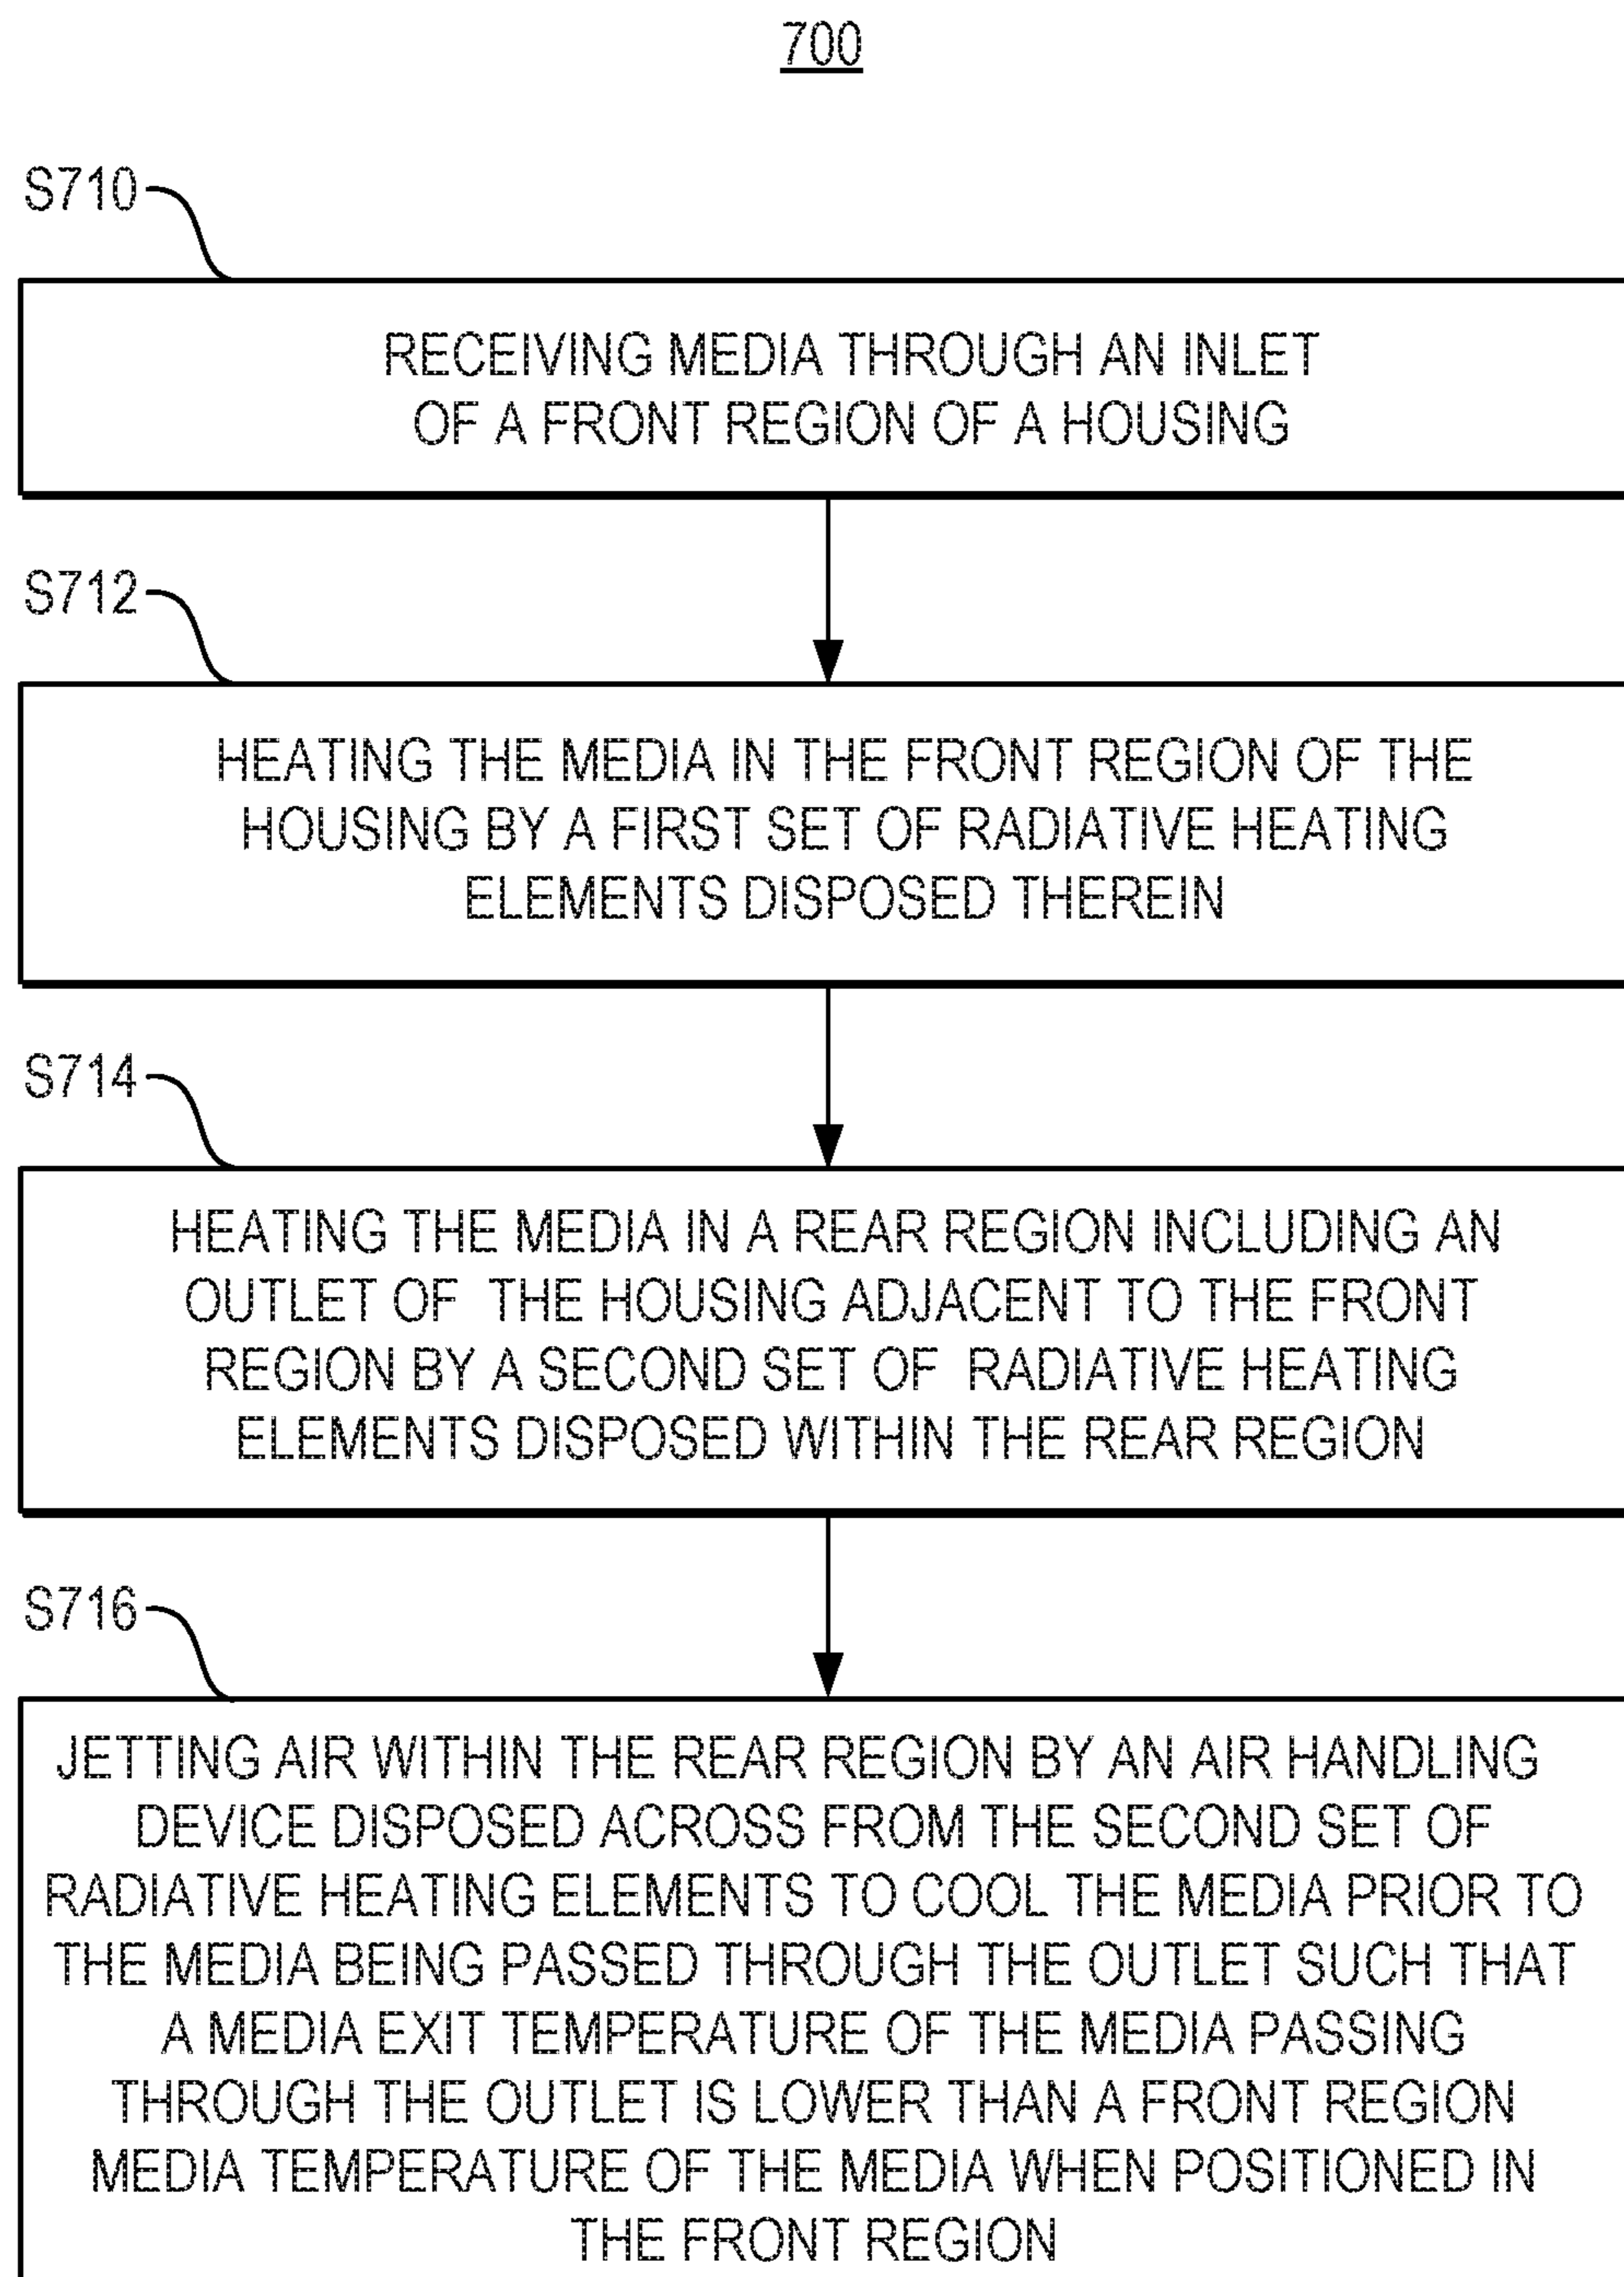 700
S710
RECEIVING MEDIA THROUGH AN INLET
OF A FRONT REGION OF A HOUSING
S712
HEATING THE MEDIA IN THE FRONT REGION OF THE
HOUSING BY A FIRST SET OF RADIATIVE HEATING
ELEMENTS DISPOSED THEREIN
S714
HEATING THE MEDIA IN A REAR REGION INCLUDING AN
OUTLET OF THE HOUSING ADJACENT TO THE FRONT
REGION BY A SECOND SET OF RADIATIVE HEATING
ELEMENTS DISPOSED WITHIN THE REAR REGION
S716
JETTING AIR WITHIN THE REAR REGION BY AN AIR HANDLING
DEVICE DISPOSED ACROSS FROM THE SECOND SET OF
RADIATIVE HEATING ELEMENTS TO COOL THE MEDIA PRIOR TO
THE MEDIA BEING PASSED THROUGH THE OUTLET SUCH THAT
A MEDIA EXIT TEMPERATURE OF THE MEDIA PASSING
THROUGH THE OUTLET IS LOWER THAN A FRONT REGION
MEDIA TEMPERATURE OF THE MEDIA WHEN POSITIONED IN
THE FRONT REGION